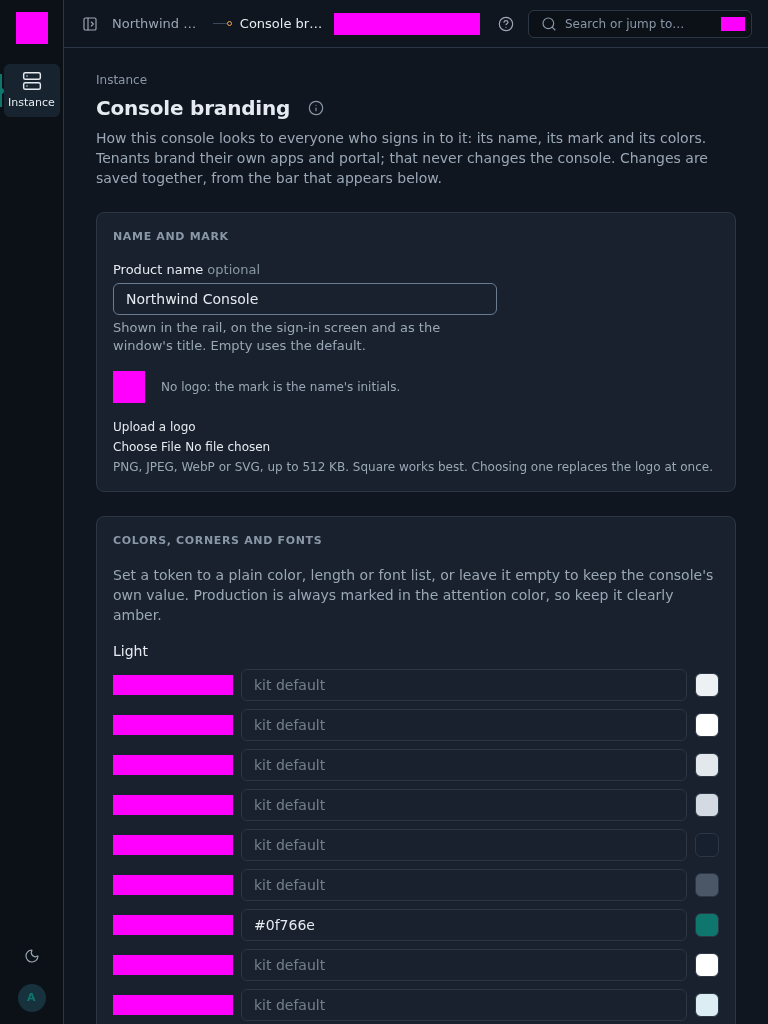 Northwind …
Console br…
Search or jump to…
Instance
Instance
Console branding
How this console looks to everyone who signs in to it: its name, its mark and its colors.
Tenants brand their own apps and portal; that never changes the console. Changes are
saved together, from the bar that appears below.
NAME AND MARK
Product name optional
Northwind Console
Shown in the rail, on the sign-in screen and as the
window's title. Empty uses the default.
No logo: the mark is the name's initials.
Upload a logo
Choose File No file chosen
PNG, JPEG, WebP or SVG, up to 512 KB. Square works best. Choosing one replaces the logo at once.
COLORS, CORNERS AND FONTS
Set a token to a plain color, length or font list, or leave it empty to keep the console's
own value. Production is always marked in the attention color, so keep it clearly
amber.
Light
kit default
kit default
kit default
kit default
kit default
kit default
#0f766e
kit default
kit default
A